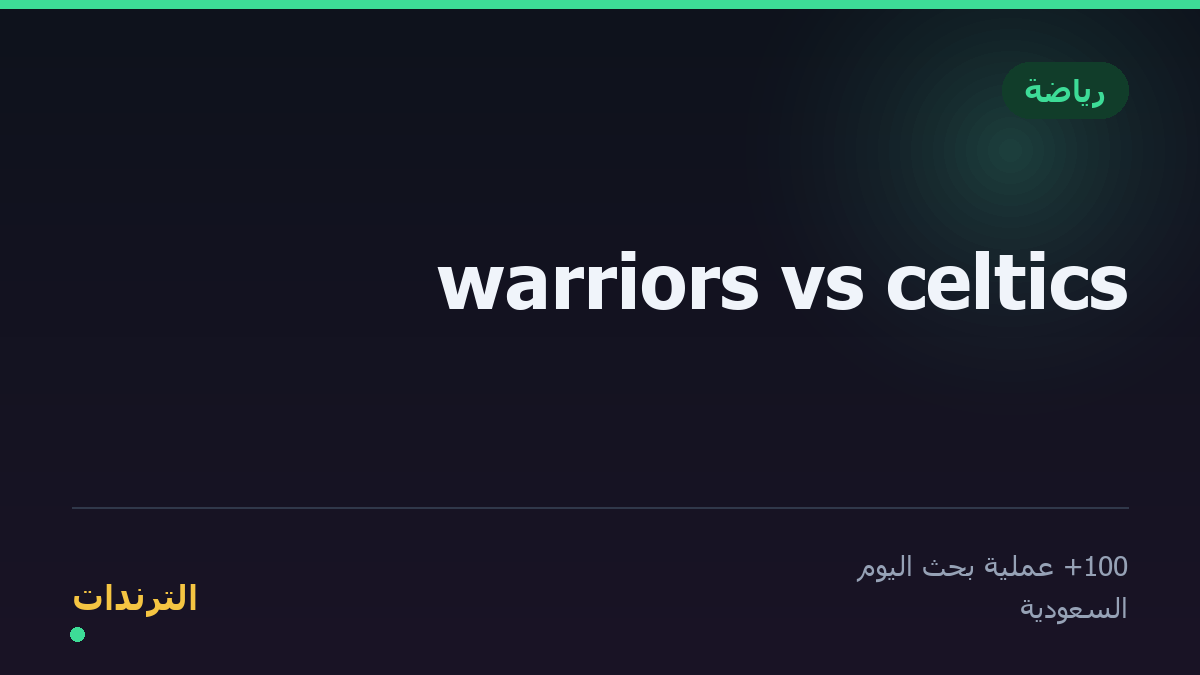 رياضة
warriors vs celtics
100+ عملية بحث اليوم
السعودية
الترندات